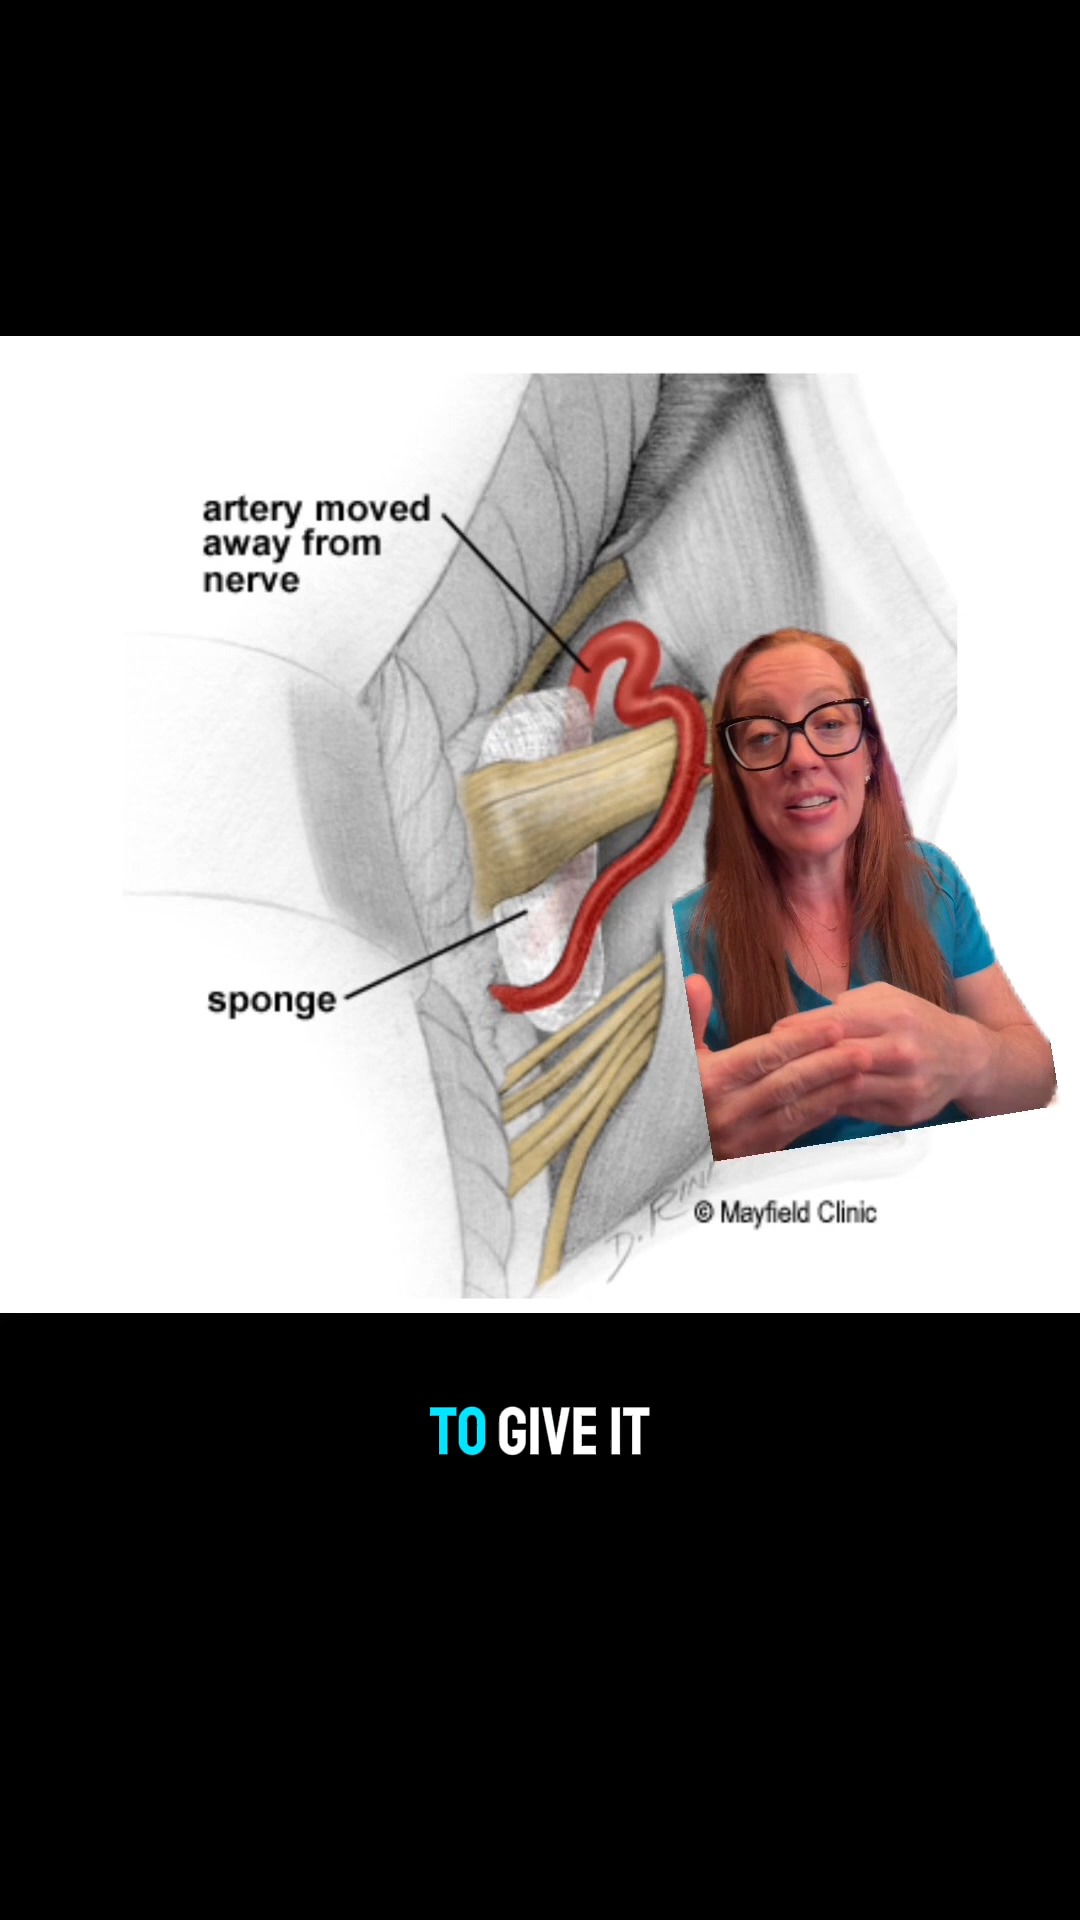 artery moved
away from
nerve
sponge
© Mayfield Clinic
TO GIVE IT